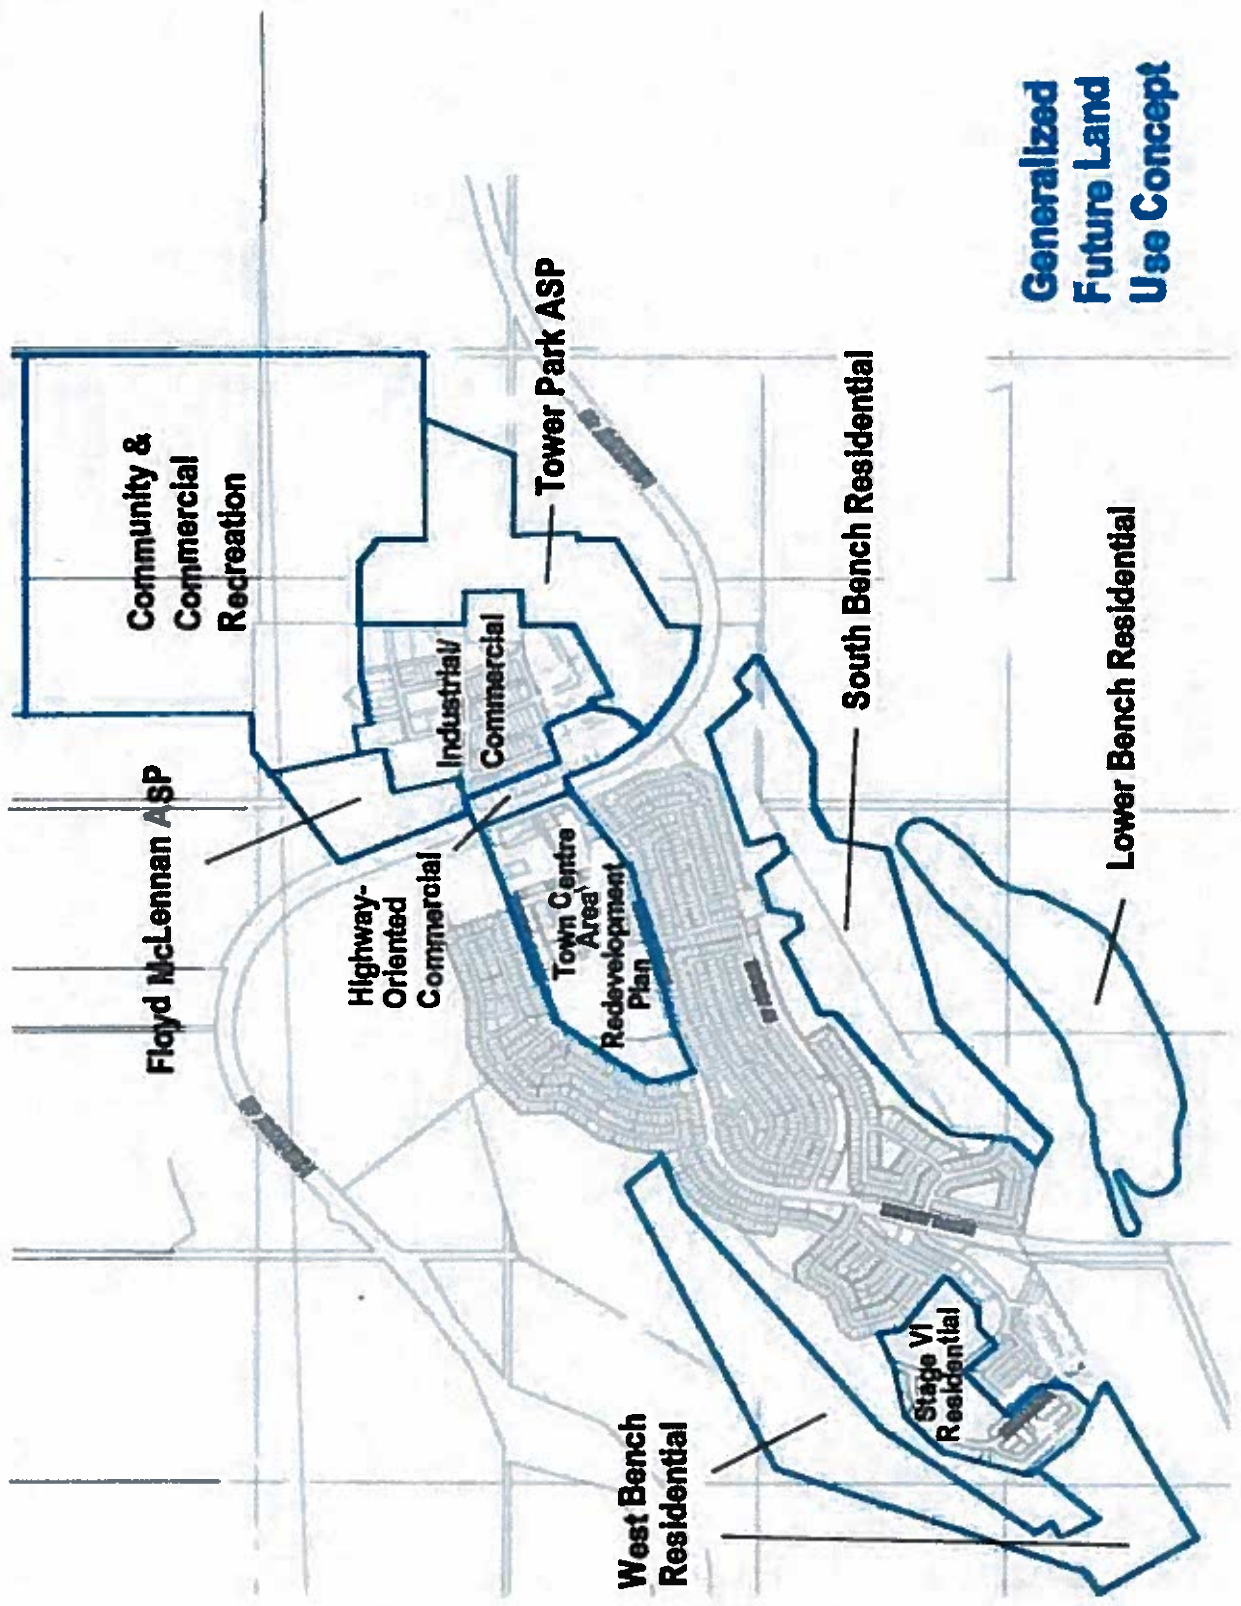 Community &
Commercial
Recreation
Tower Park ASP
Industrial/
Commercial
Floyd McLennan ASP
Highway-
Oriented
Commercial
Town Centre
Area
Redevelopment
Plan
South Bench Residential
Lower Bench Residential
West Bench
Residential
Stage VI
Residential
Generalized
Future Land
Use Concept